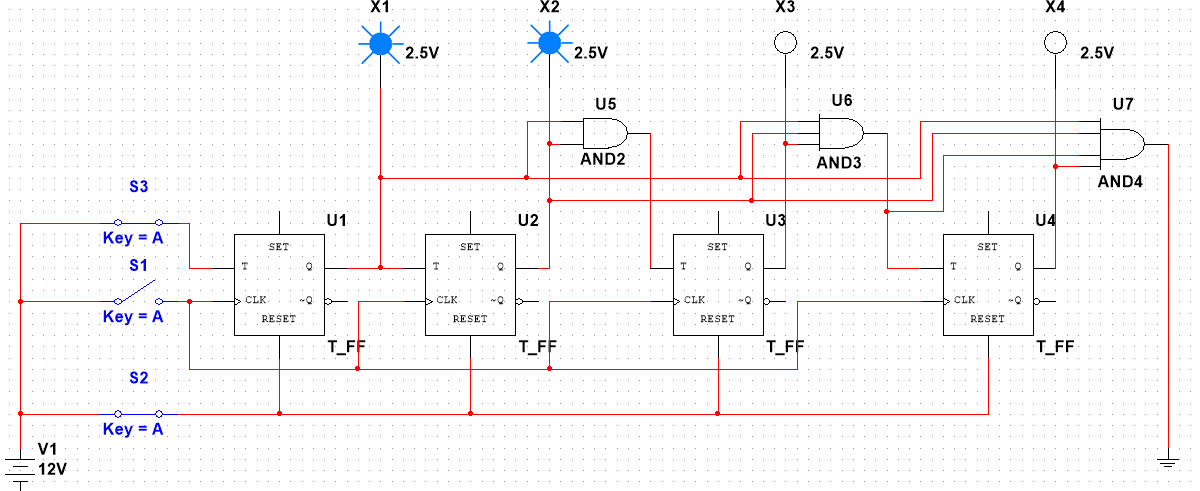 X1
X2
X3
X4
2.5V
2.5V
2.5V
2.5V
U5
U6
U7
AND2
AND3
AND4
S3
Key = A
S1
Key = A
S2
Key = A
U1
U2
U3
U4
SET
SET
SET
SET
T Q
T Q
T Q
T Q
CLK ~Q
CLK ~Q
CLK ~Q
CLK ~Q
RESET
RESET
RESET
RESET
T_FF
T_FF
T_FF
T_FF
V1
12V